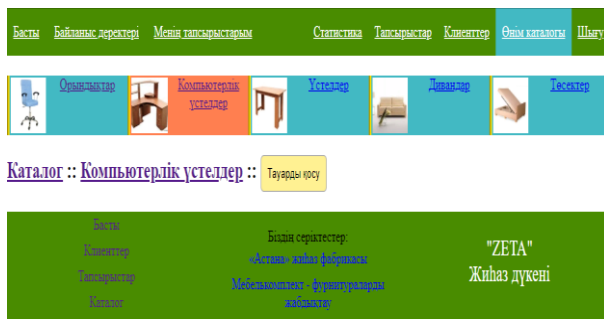 Басты Байланыс деректері Менің тапсырыстарым Статистика Тапсырыстар Клиенттер Өнім каталогы Шығу
Орындықтар Компьютерлік үстелдер Үстелдер Дивандар Төсектер
Каталог :: Компьютерлік үстелдер :: Тауарды қосу
Басты
Клиенттер
Тапсырыстар
Каталог
Біздің серіктестер:
«Астана» жиһаз фабрикасы
Мебелькомплект - фурнитураларды
жабдықтау
"ZETA"
Жиһаз дүкені